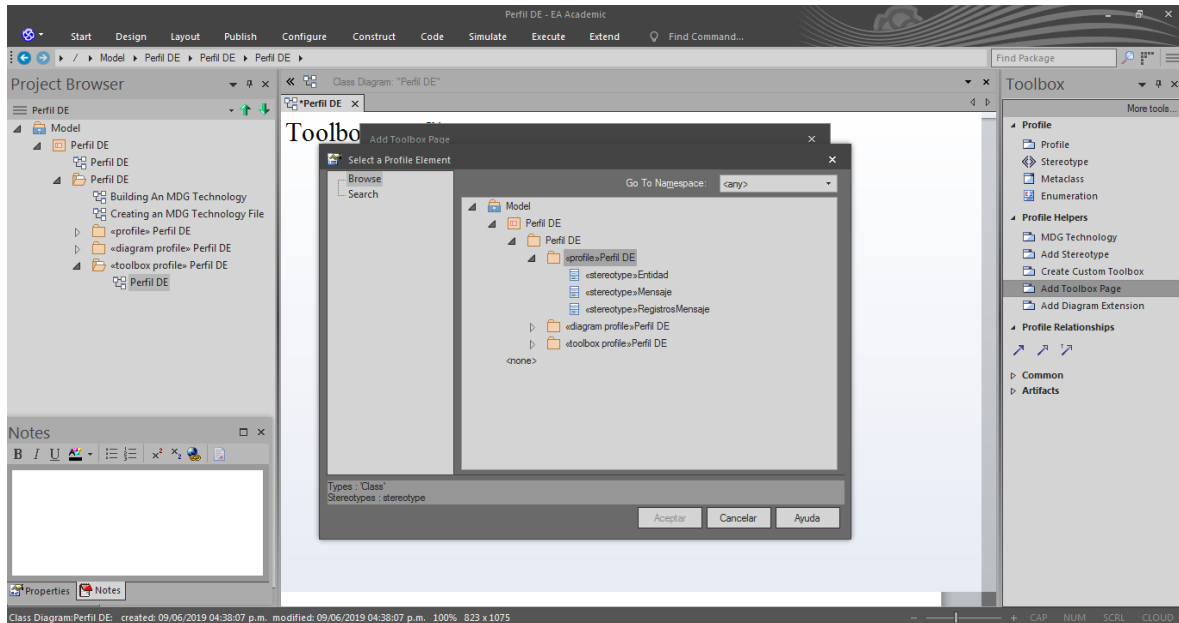 Perfil DE - EA Academic
Start Design Layout Publish Configure Construct Code Simulate Execute Extend Find Command...
/ Model Perfil DE Perfil DE Perfil DE
Find Package
Project Browser
Perfil DE
Model
Perfil DE
Perfil DE
Perfil DE
Building An MDG Technology
Creating an MDG Technology File
«profile» Perfil DE
«diagram profile» Perfil DE
«toolbox profile» Perfil DE
Perfil DE
Notes
B I U
Properties Notes
Class Diagram: "Perfil DE"
*Perfil DE
Toolbo
Add Toolbox Page
Select a Profile Element
Browse
Search
Go To Namespace: <any>
Model
Perfil DE
Perfil DE
«profile»Perfil DE
«stereotype»Entidad
«stereotype»Mensaje
«stereotype»RegistrosMensaje
«diagram profile»Perfil DE
«toolbox profile»Perfil DE
<none>
Types : 'Class'
Stereotypes : stereotype
Aceptar Cancelar Ayuda
Toolbox
More tools...
Profile
Profile
Stereotype
Metaclass
Enumeration
Profile Helpers
MDG Technology
Add Stereotype
Create Custom Toolbox
Add Toolbox Page
Add Diagram Extension
Profile Relationships
Common
Artifacts
Class Diagram:Perfil DE: created: 09/06/2019 04:38:07 p.m. modified: 09/06/2019 04:38:07 p.m. 100% 823 x 1075
CAP NUM SCRL CLOUD